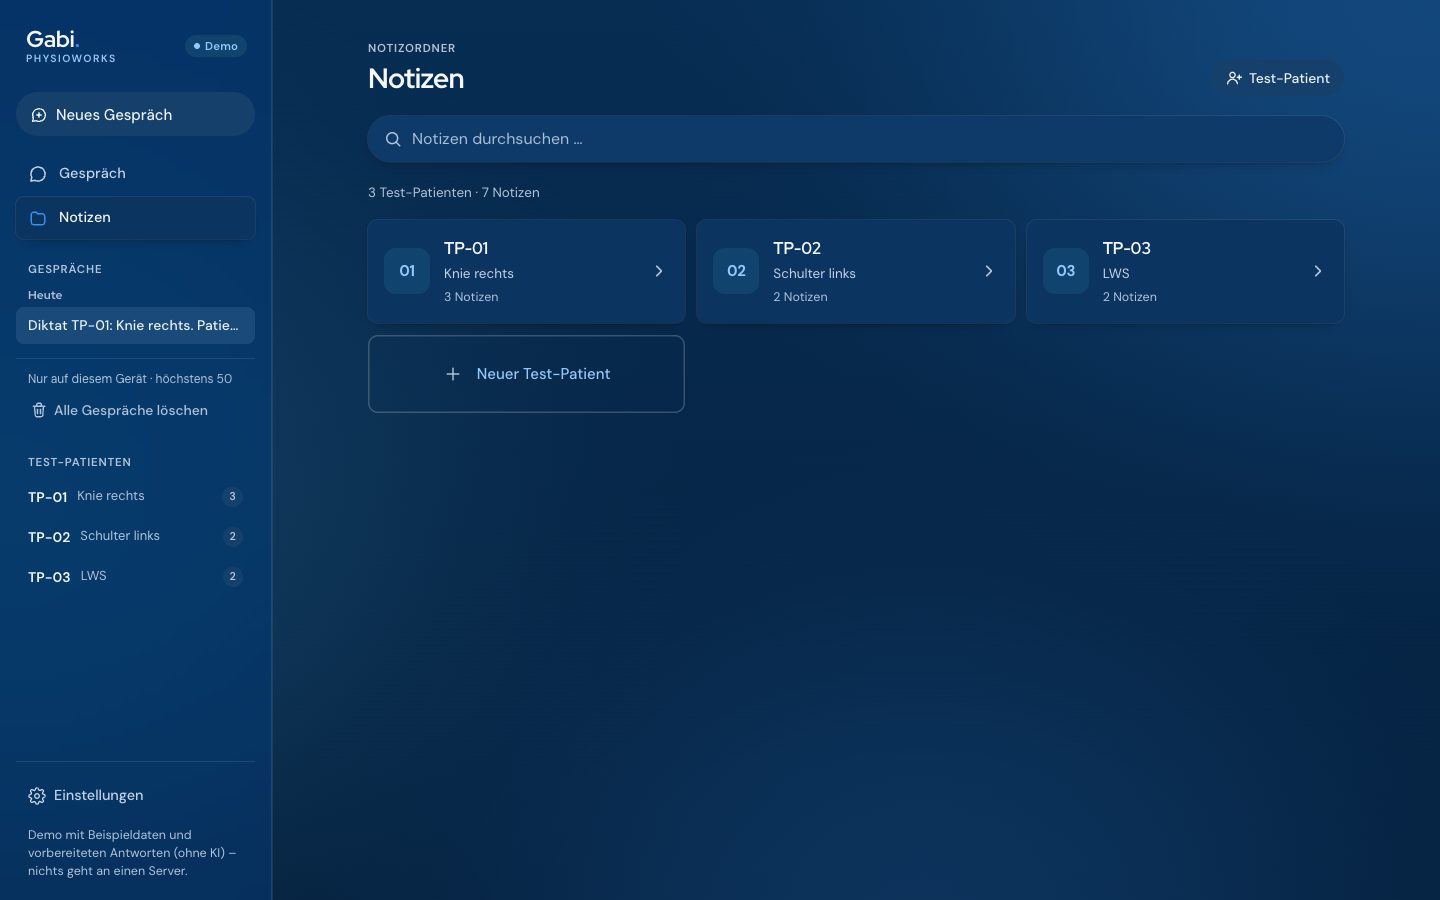 Gabi.
PHYSIOWORKS
Demo
Neues Gespräch
Gespräch
Notizen
GESPRÄCHE
Heute
Diktat TP-01: Knie rechts. Patie...
Nur auf diesem Gerät · höchstens 50
Alle Gespräche löschen
TEST-PATIENTEN
TP-01 Knie rechts 3
TP-02 Schulter links 2
TP-03 LWS 2
Einstellungen
Demo mit Beispieldaten und
vorbereiteten Antworten (ohne KI) –
nichts geht an einen Server.
NOTIZORDNER
Notizen
Test-Patient
Notizen durchsuchen ...
3 Test-Patienten · 7 Notizen
01
TP-01
Knie rechts
3 Notizen
02
TP-02
Schulter links
2 Notizen
03
TP-03
LWS
2 Notizen
Neuer Test-Patient